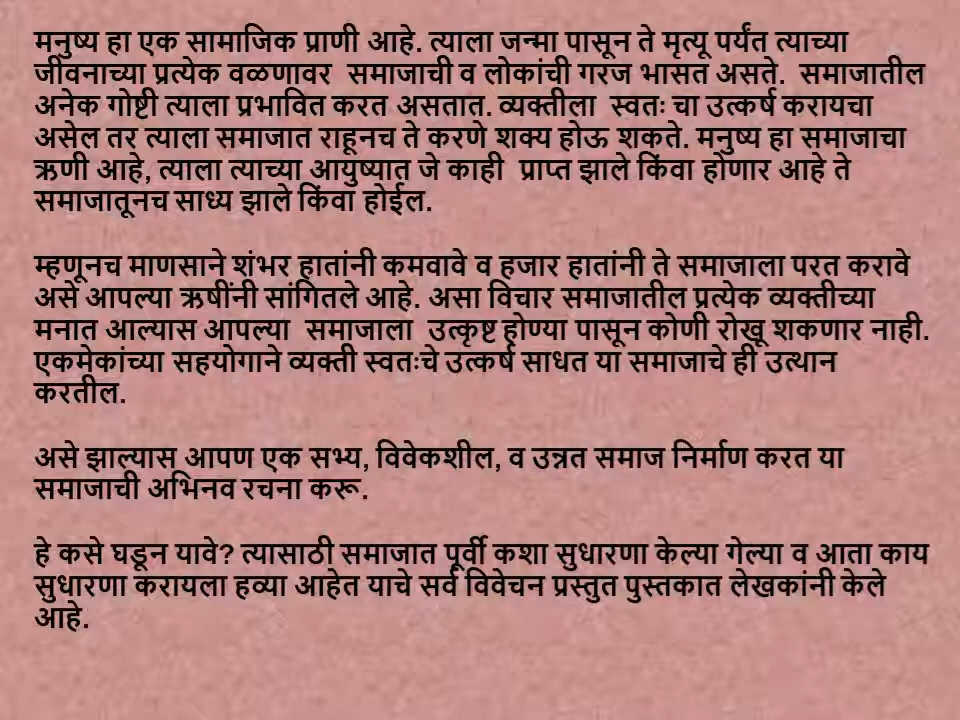 मनुष्य हा एक सामाजिक प्राणी आहे. त्याला जन्मा पासून ते मृत्यू पर्यंत त्याच्या
जीवनाच्या प्रत्येक वळणावर  समाजाची व लोकांची गरज भासत असते.  समाजातील
अनेक गोष्टी त्याला प्रभावित करत असतात. व्यक्तीला  स्वतः चा उत्कर्ष करायचा
असेल तर त्याला समाजात राहूनच ते करणे शक्य होऊ शकते. मनुष्य हा समाजाचा
ऋणी आहे, त्याला त्याच्या आयुष्यात जे काही  प्राप्त झाले किंवा होणार आहे ते
समाजातूनच साध्य झाले किंवा होईल.
म्हणूनच माणसाने शंभर हातांनी कमवावे व हजार हातांनी ते समाजाला परत करावे
असे आपल्या ऋषींनी सांगितले आहे. असा विचार समाजातील प्रत्येक व्यक्तीच्या
मनात आल्यास आपल्या  समाजाला  उत्कृष्ट होण्या पासून कोणी रोखू शकणार नाही.
एकमेकांच्या सहयोगाने व्यक्ती स्वतःचे उत्कर्ष साधत या समाजाचे ही उत्थान
करतील.
असे झाल्यास आपण एक सभ्य, विवेकशील, व उन्नत समाज निर्माण करत या
समाजाची अभिनव रचना करू.
हे कसे घडून यावे? त्यासाठी समाजात पूर्वी कशा सुधारणा केल्या गेल्या व आता काय
सुधारणा करायला हव्या आहेत याचे सर्व विवेचन प्रस्तुत पुस्तकात लेखकांनी केले
आहे.